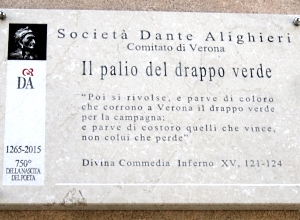 Società Dante Alighieri
Comitato di Verona
Il palio del drappo verde
"Poi si rivolse, e parve di coloro
che corrono a Verona il drappo verde
per la campagna;
e parve di costoro quelli che vince,
non colui che perde"
Divina Commedia Inferno XV, 121-124
DA
1265-2015
750°
DELLA NASCITA
DEL POETA